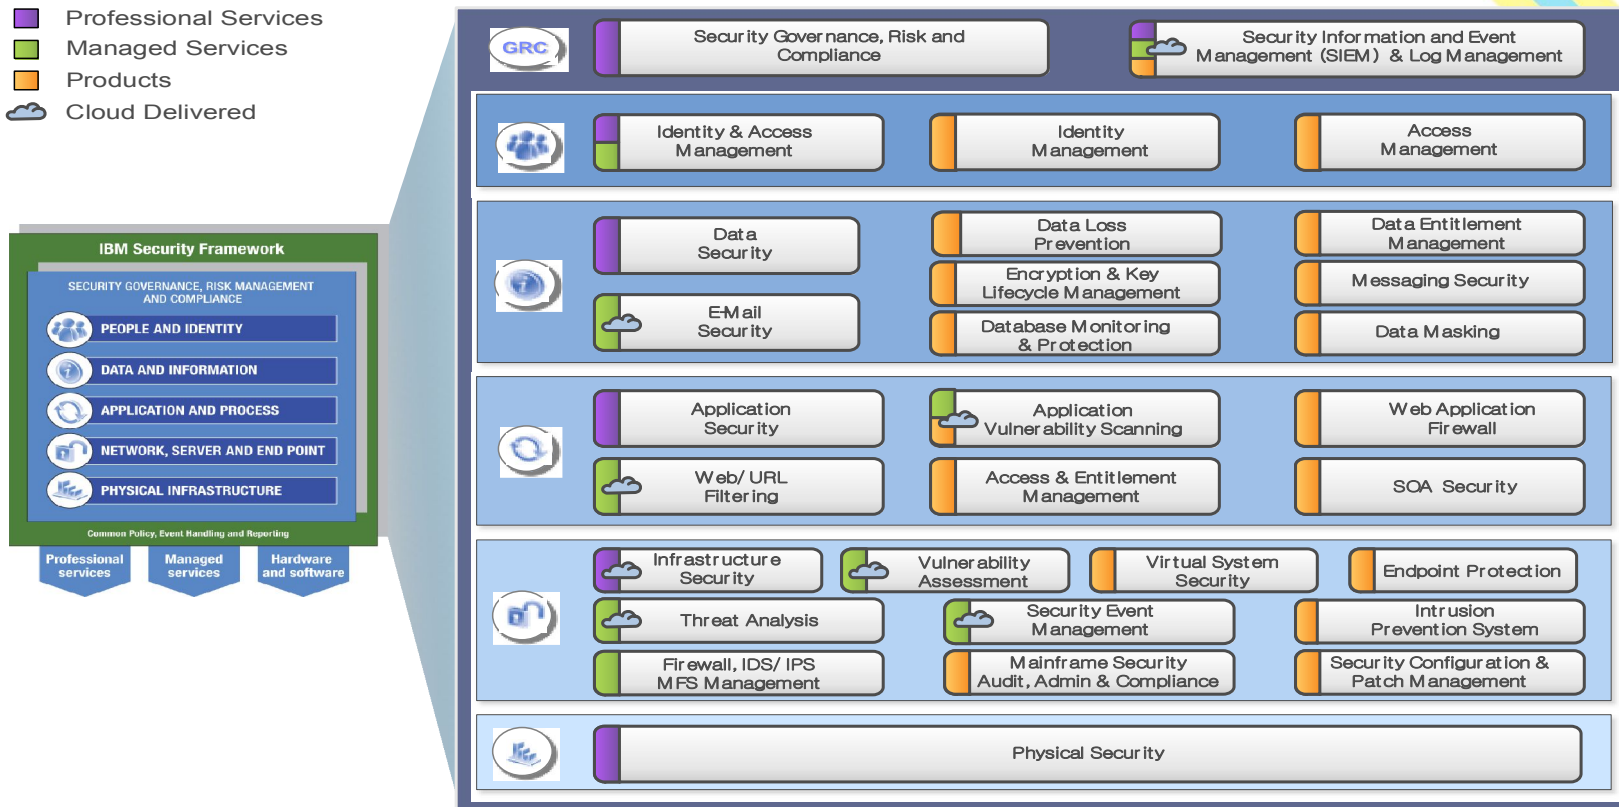 Professional Services
Managed Services
Products
Cloud Delivered
IBM Security Framework
SECURITY GOVERNANCE, RISK MANAGEMENT
AND COMPLIANCE
PEOPLE AND IDENTITY
DATA AND INFORMATION
APPLICATION AND PROCESS
NETWORK, SERVER AND END POINT
PHYSICAL INFRASTRUCTURE
Common Policy, Event Handling and Reporting
Professional
services
Managed
services
Hardware
and software
GRC
Security Governance, Risk and
Compliance
Security Information and Event
Management (SIEM) & Log Management
Identity & Access
Management
Identity
Management
Access
Management
Data
Security
Data Loss
Prevention
Data Entitlement
Management
Encryption & Key
Lifecycle Management
Messaging Security
E-Mail
Security
Database Monitoring
& Protection
Data Masking
Application
Security
Application
Vulnerability Scanning
Web Application
Firewall
Web/ URL
Filtering
Access & Entitlement
Management
SOA Security
Infrastructure
Security
Vulnerability
Assessment
Virtual System
Security
Endpoint Protection
Threat Analysis
Security Event
Management
Intrusion
Prevention System
Firewall, IDS/ IPS
MFS Management
Mainframe Security
Audit, Admin & Compliance
Security Configuration &
Patch Management
Physical Security